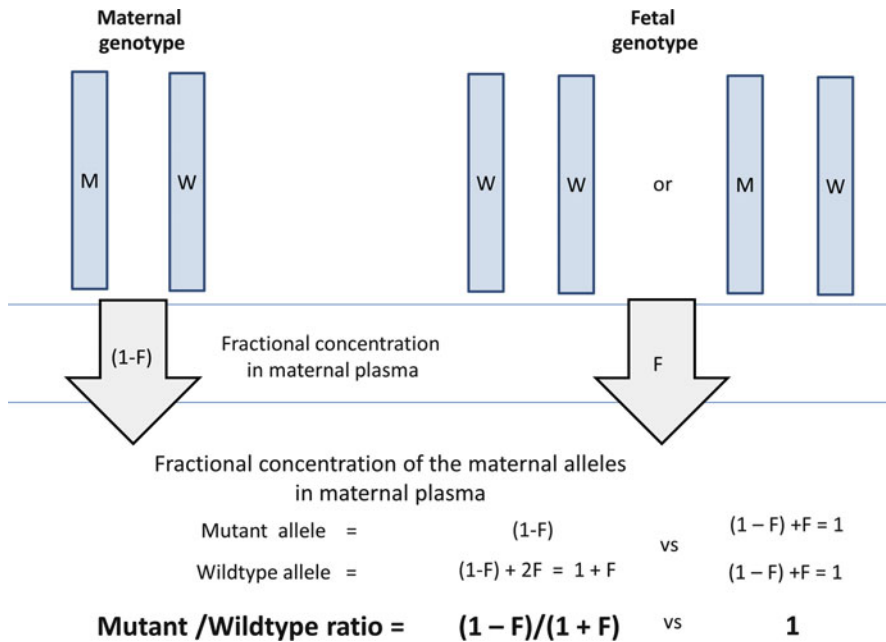 Maternal
genotype
Fetal
genotype
M
W
W
W
or
M
W
(1-F)
Fractional concentration
in maternal plasma
F
Fractional concentration of the maternal alleles
in maternal plasma
Mutant allele = (1-F) vs (1 – F) +F = 1
Wildtype allele = (1-F) + 2F = 1 + F (1 – F) +F = 1
Mutant /Wildtype ratio = (1 – F)/(1 + F) vs 1